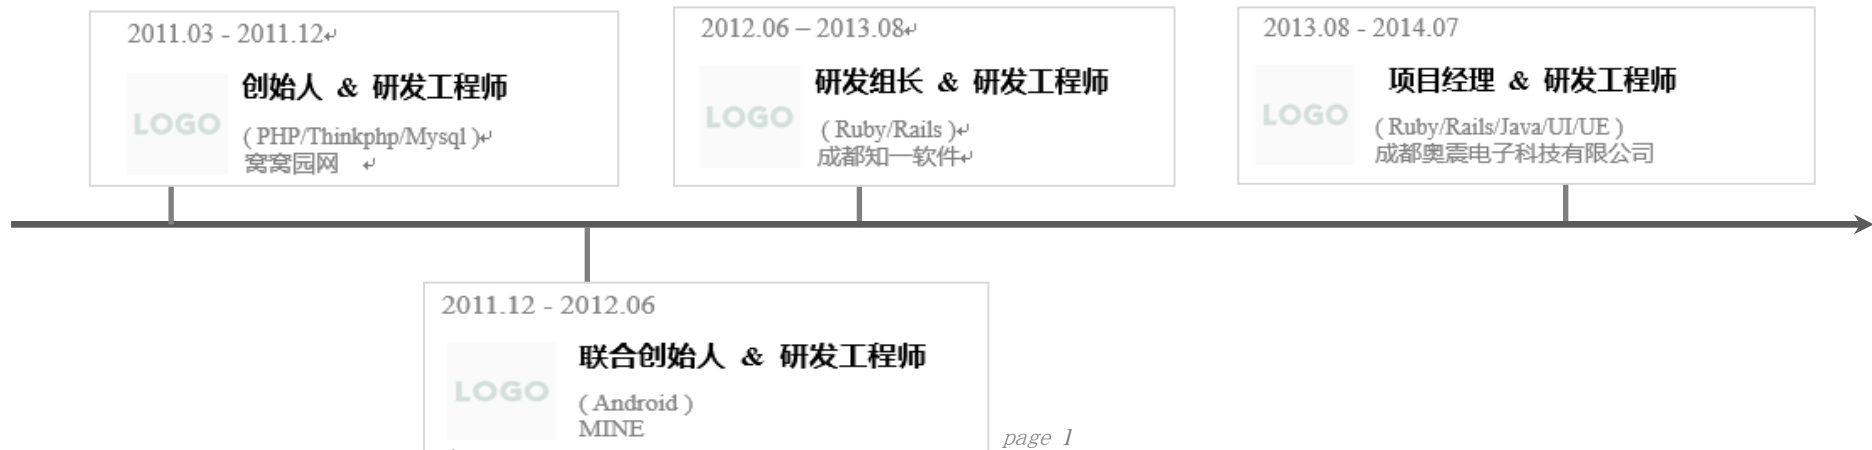 2011.03 - 2011.12
创始人 & 研发工程师
LOGO
( PHP/Thinkphp/Mysql )
窝窝园网
2012.06 – 2013.08
研发组长 & 研发工程师
LOGO
( Ruby/Rails )
成都知一软件
2013.08 - 2014.07
项目经理 & 研发工程师
LOGO
( Ruby/Rails/Java/UI/UE )
成都奥震电子科技有限公司
2011.12 - 2012.06
联合创始人 & 研发工程师
LOGO
( Android )
MINE
page 1